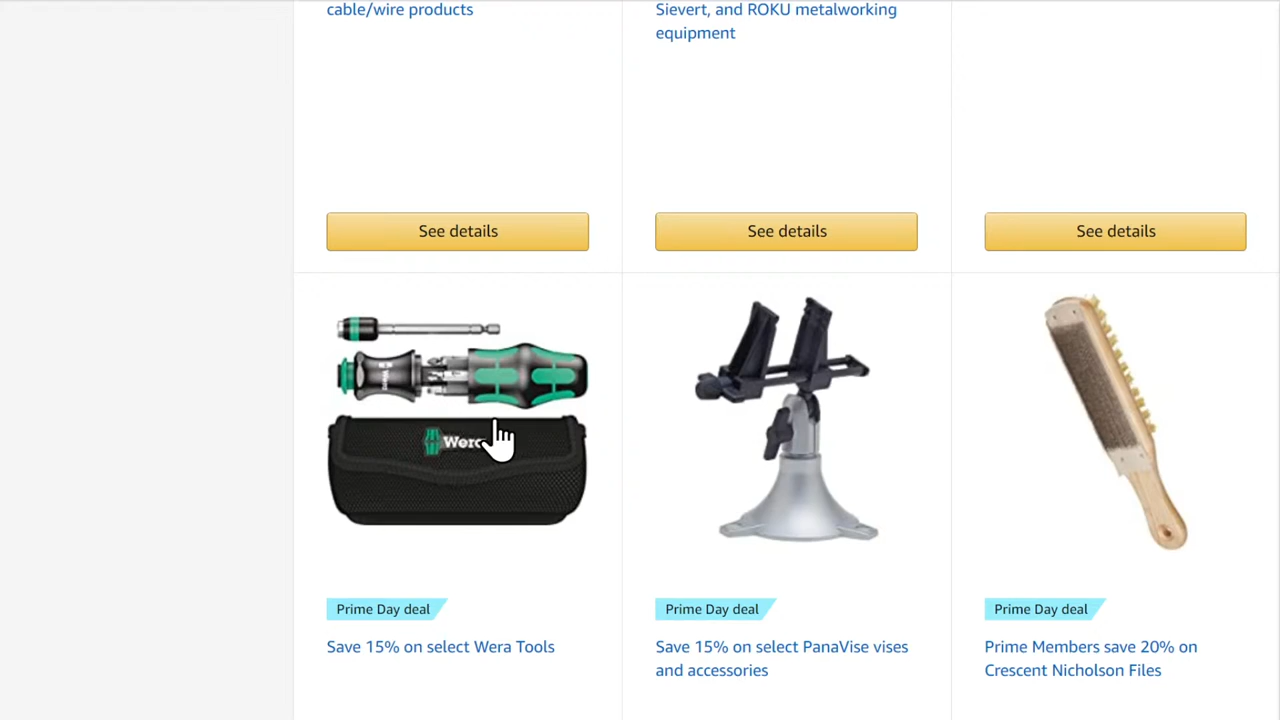 cable/wire products
Sievert, and ROKU metalworking
equipment
See details
See details
See details
Wera
Prime Day deal
Prime Day deal
Prime Day deal
Save 15% on select Wera Tools
Save 15% on select PanaVise vises
and accessories
Prime Members save 20% on
Crescent Nicholson Files